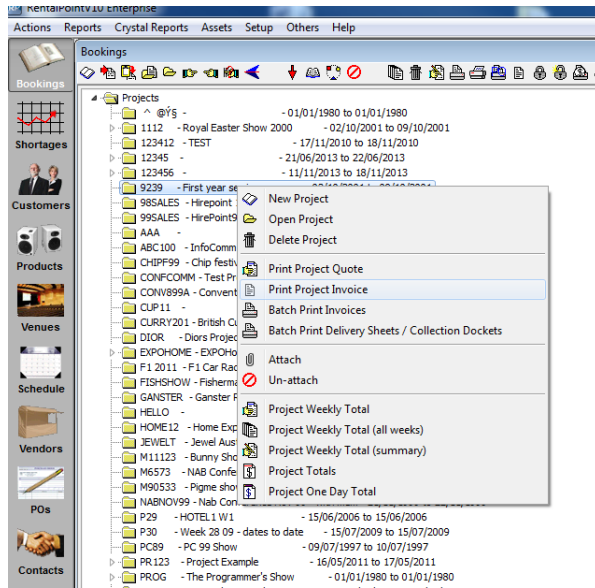 RentalPointV10 Enterprise
Actions Reports Crystal Reports Assets Setup Others Help
Bookings
Bookings
Shortages
Customers
Products
Venues
Schedule
Vendors
POs
Contacts
Projects
^ @Ý§ - - 01/01/1980 to 01/01/1980
1112 - Royal Easter Show 2000 - 02/10/2001 to 09/10/2001
123412 - TEST - 17/11/2010 to 18/11/2010
12345 - - 21/06/2013 to 22/06/2013
123456 - - 11/11/2013 to 18/11/2013
9239 - First year
98SALES - Hirepoint
99SALES - HirePoint9
AAA -
ABC100 - InfoComm
CHIPF99 - Chip festiv
CONFCOMM - Test Pr
CONV899A - Convent
CUP11 -
CURRY201 - British Cu
DIOR - Diors Projec
EXPOHOME - EXPOHo
F1 2011 - F1 Car Rac
FISHSHOW - Fisherma
GANSTER - Ganster P
HELLO -
HOME12 - Home Exp
JEWELT - Jewel Aus
M11123 - Bunny Sho
M6573 - NAB Confe
M90533 - Pigme show
NABNOV99 - Nab Con
P29 - HOTEL1 W1 - 15/06/2006 to 15/06/2006
P30 - Week 28 09 - dates to date - 15/07/2009 to 15/07/2009
PC89 - PC 99 Show - 09/07/1997 to 10/07/1997
PR123 - Project Example - 16/05/2011 to 17/05/2011
PROG - The Programmer's Show - 01/01/1980 to 01/01/1980
New Project
Open Project
Delete Project
Print Project Quote
Print Project Invoice
Batch Print Invoices
Batch Print Delivery Sheets / Collection Dockets
Attach
Un-attach
Project Weekly Total
Project Weekly Total (all weeks)
Project Weekly Total (summary)
Project Totals
Project One Day Total